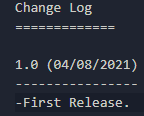 Change Log
=============
1.0 (04/08/2021)
----------------
-First Release.